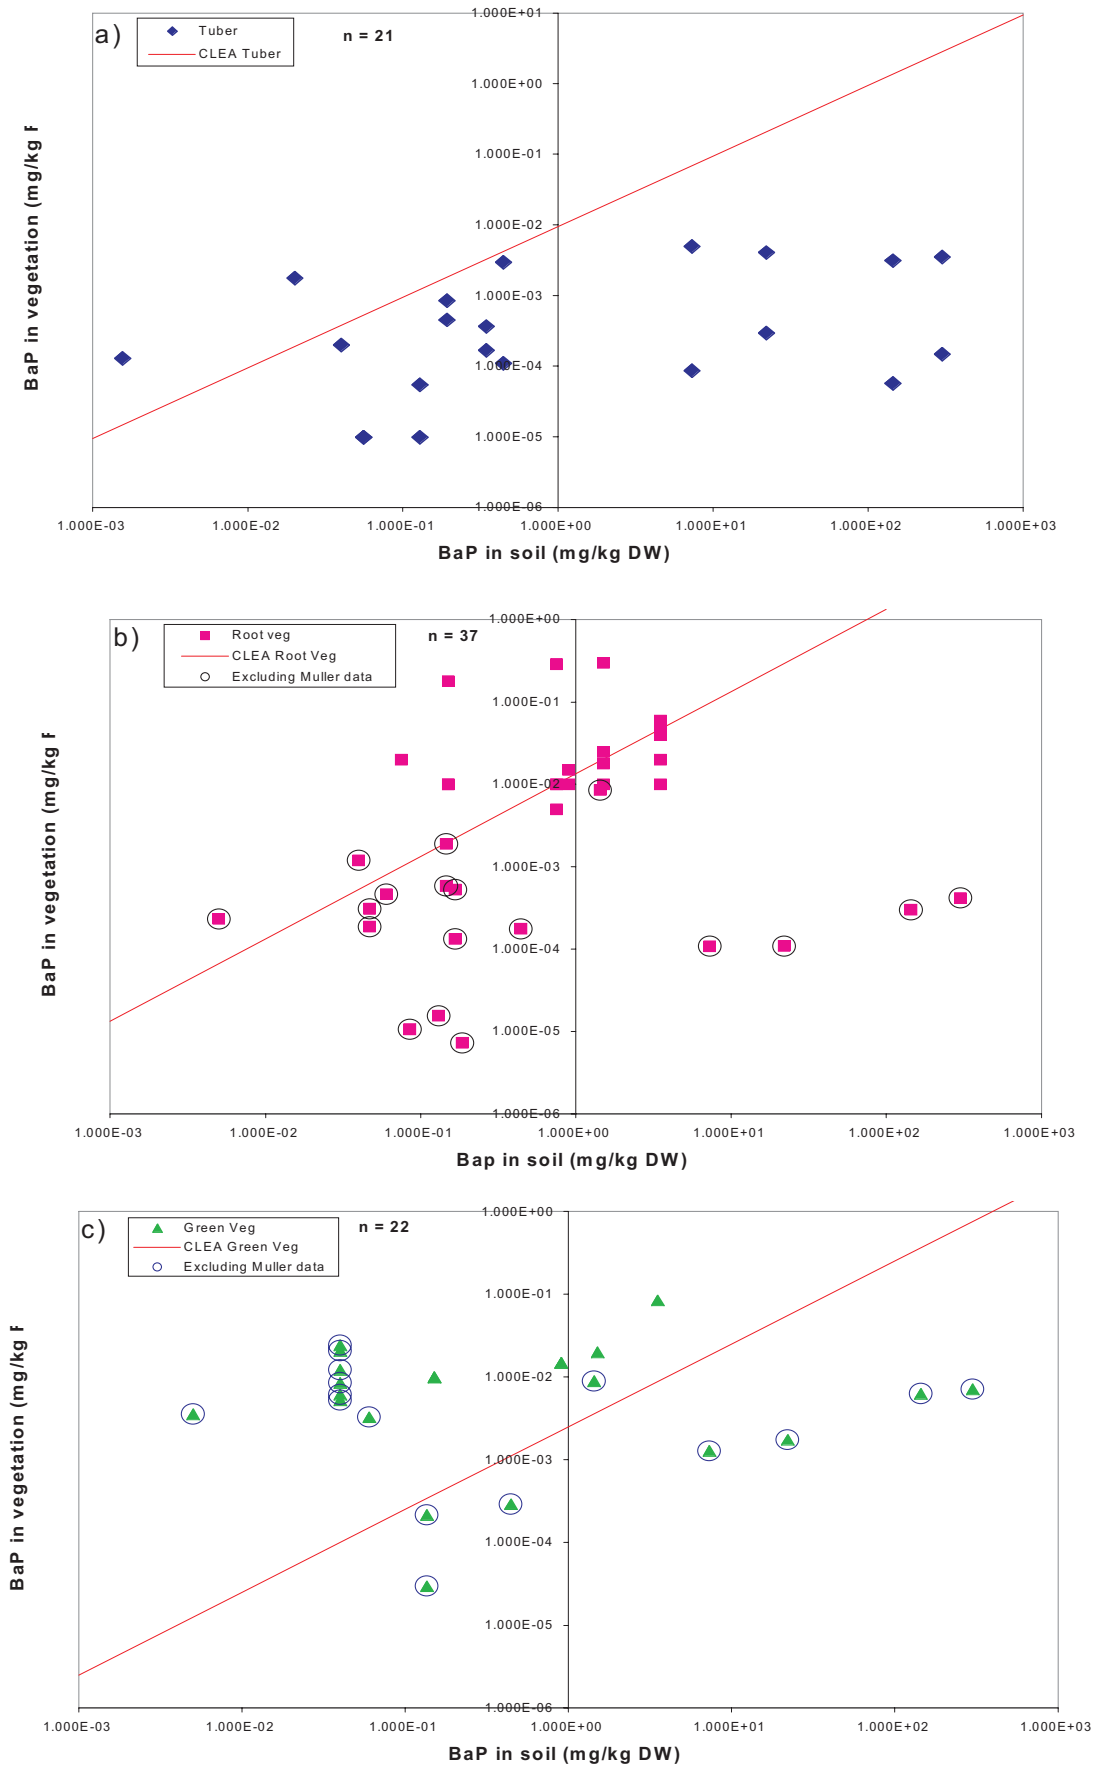 a)
Tuber
CLEA Tuber
n = 21
1.000E+01
1.000E+00
1.000E-01
1.000E-02
1.000E-03
1.000E-04
1.000E-05
1.000E-06
BaP in vegetation (mg/kg F
1.000E-03 1.000E-02 1.000E-01 1.000E+00 1.000E+01 1.000E+02 1.000E+03
BaP in soil (mg/kg DW)
b)
Root veg
CLEA Root Veg
Excluding Muller data
n = 37
1.000E+00
1.000E-01
1.000E-02
1.000E-03
1.000E-04
1.000E-05
1.000E-06
BaP in vegetation (mg/kg F
1.000E-03 1.000E-02 1.000E-01 1.000E+00 1.000E+01 1.000E+02 1.000E+03
Bap in soil (mg/kg DW)
c)
Green Veg
CLEA Green Veg
Excluding Muller data
n = 22
1.000E+00
1.000E-01
1.000E-02
1.000E-03
1.000E-04
1.000E-05
1.000E-06
BaP in vegetation (mg/kg F
1.000E-03 1.000E-02 1.000E-01 1.000E+00 1.000E+01 1.000E+02 1.000E+03
BaP in soil (mg/kg DW)